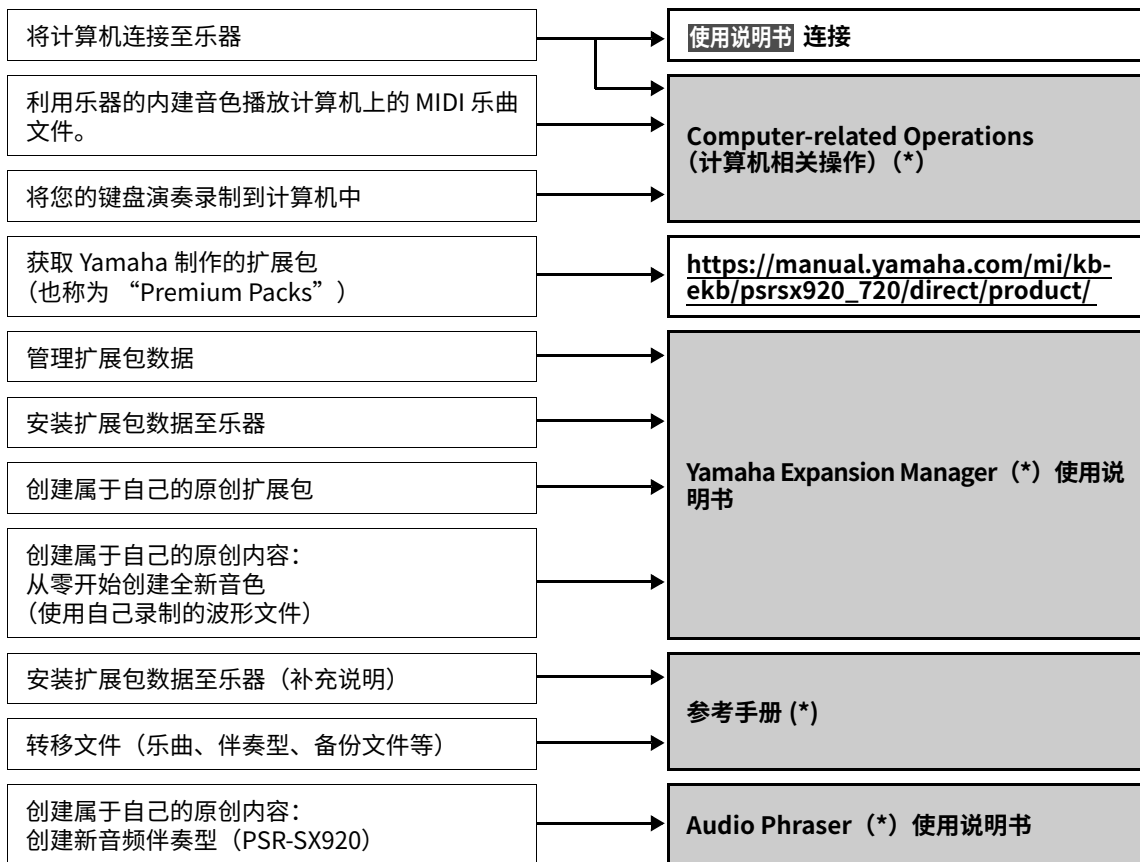 将计算机连接至乐器
使用说明书 连接
利用乐器的内建音色播放计算机上的 MIDI 乐曲
文件。
将您的键盘演奏录制到计算机中
Computer-related Operations
（计算机相关操作）（*）
获取 Yamaha 制作的扩展包
（也称为 “Premium Packs”）
https://manual.yamaha.com/mi/kb-
ekb/psrsx920_720/direct/product/
管理扩展包数据
安装扩展包数据至乐器
创建属于自己的原创扩展包
创建属于自己的原创内容：
从零开始创建全新音色
（使用自己录制的波形文件）
Yamaha Expansion Manager（*）使用说
明书
安装扩展包数据至乐器（补充说明）
转移文件（乐曲、伴奏型、备份文件等）
参考手册 (*)
创建属于自己的原创内容：
创建新音频伴奏型（PSR-SX920）
Audio Phraser（*）使用说明书